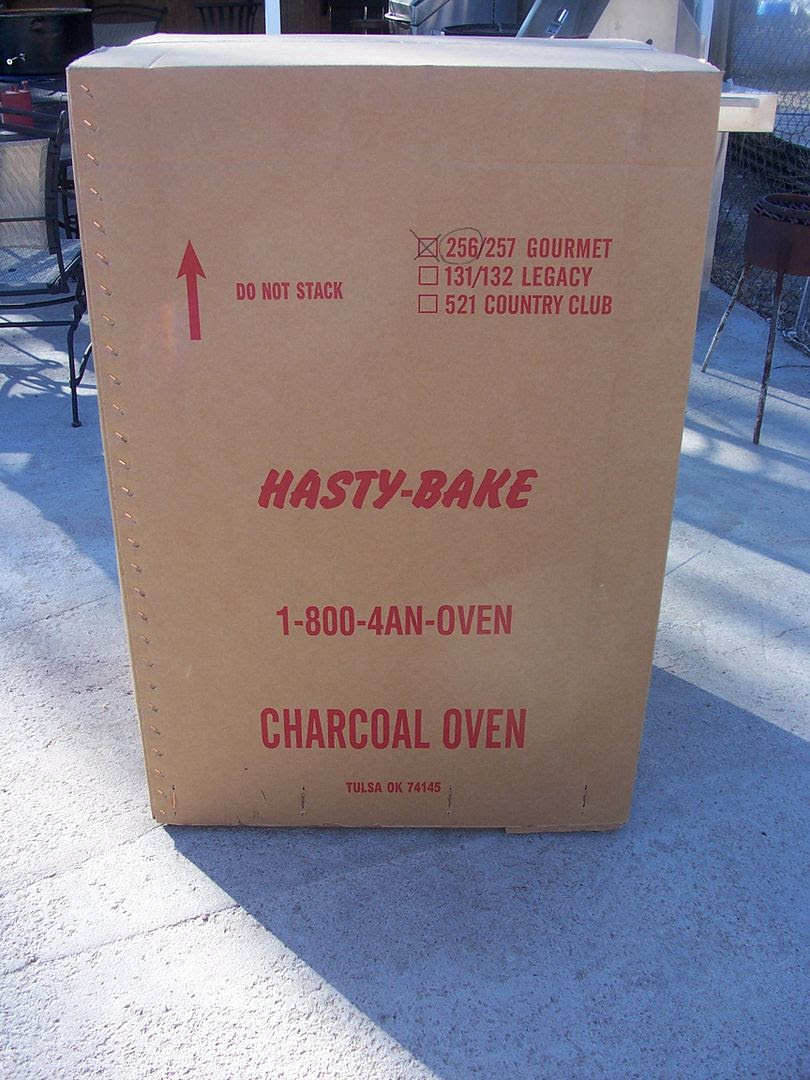 DO NOT STACK
256/257 GOURMET
131/132 LEGACY
521 COUNTRY CLUB
HASTY-BAKE
1-800-4AN-OVEN
CHARCOAL OVEN
TULSA OK 74145